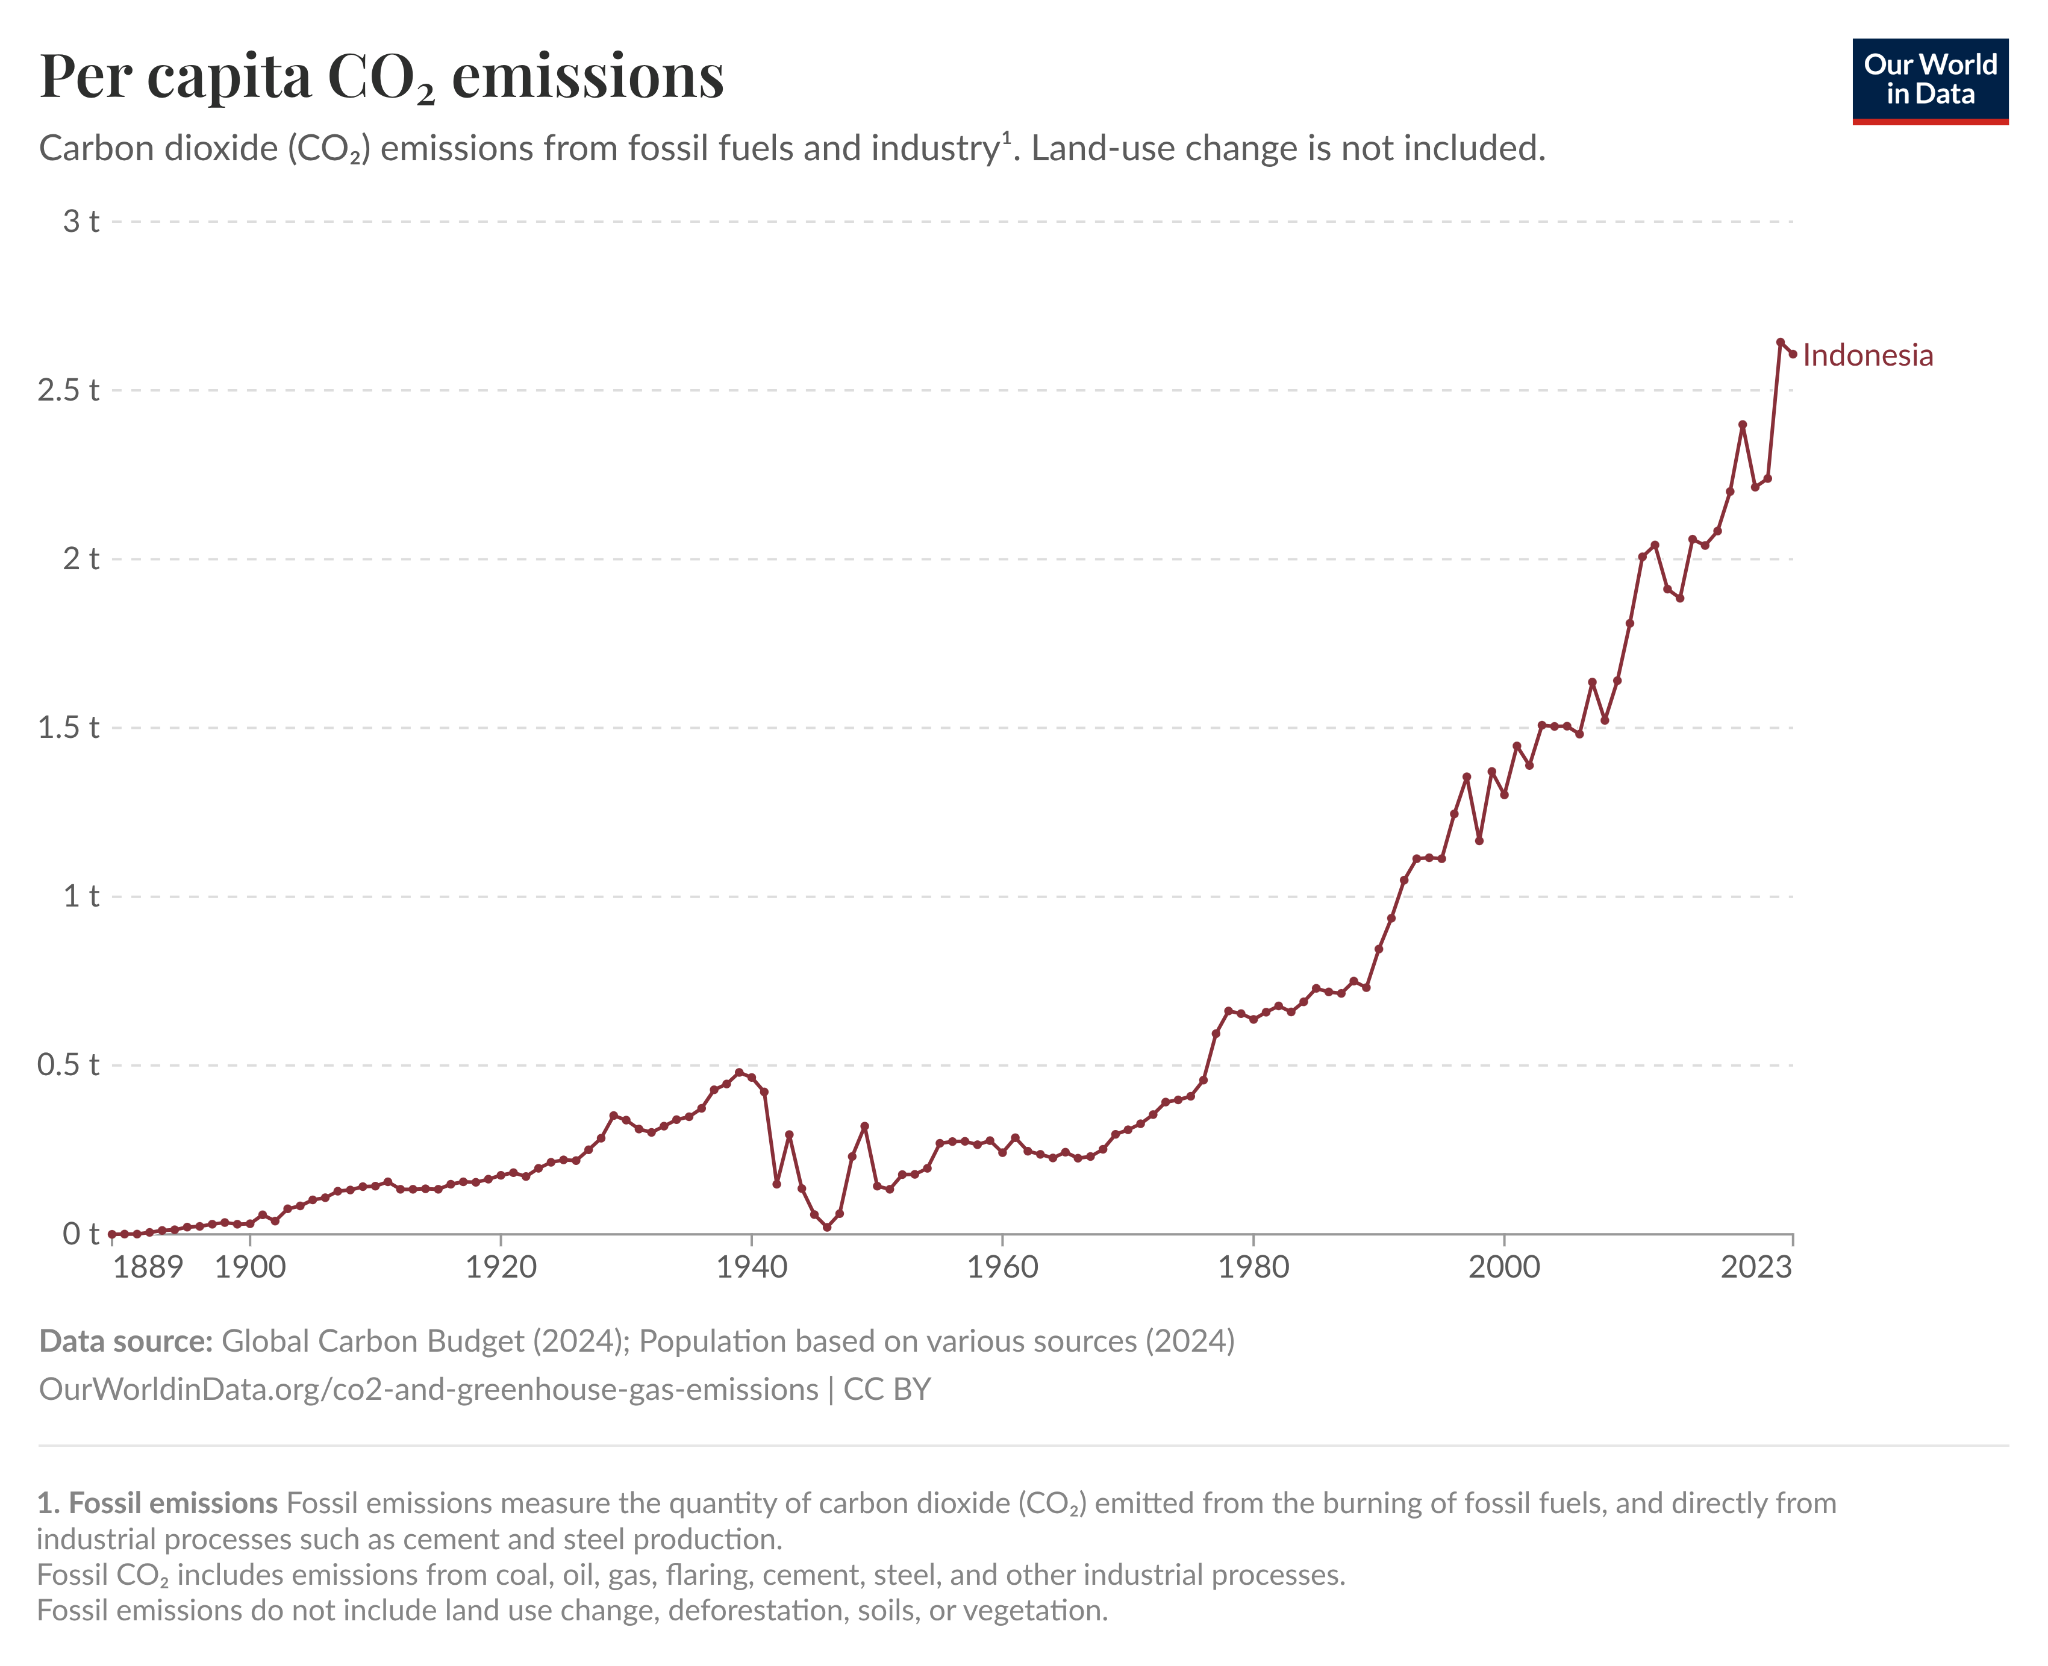 Per capita CO₂ emissions
Our World
in Data
Carbon dioxide (CO₂) emissions from fossil fuels and industry¹. Land-use change is not included.
3 t
2.5 t
2 t
1.5 t
1 t
0.5 t
0 t
Indonesia
1889 1900 1920 1940 1960 1980 2000 2023
Data source: Global Carbon Budget (2024); Population based on various sources (2024)
OurWorldinData.org/co2-and-greenhouse-gas-emissions | CC BY
1. Fossil emissions Fossil emissions measure the quantity of carbon dioxide (CO₂) emitted from the burning of fossil fuels, and directly from
industrial processes such as cement and steel production.
Fossil CO₂ includes emissions from coal, oil, gas, flaring, cement, steel, and other industrial processes.
Fossil emissions do not include land use change, deforestation, soils, or vegetation.